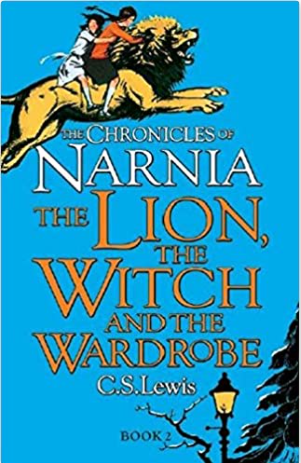 THE CHRONICLES OF
NARNIA
THE LION,
THE
WITCH
AND THE
WARDROBE
C.S.Lewis
BOOK 2